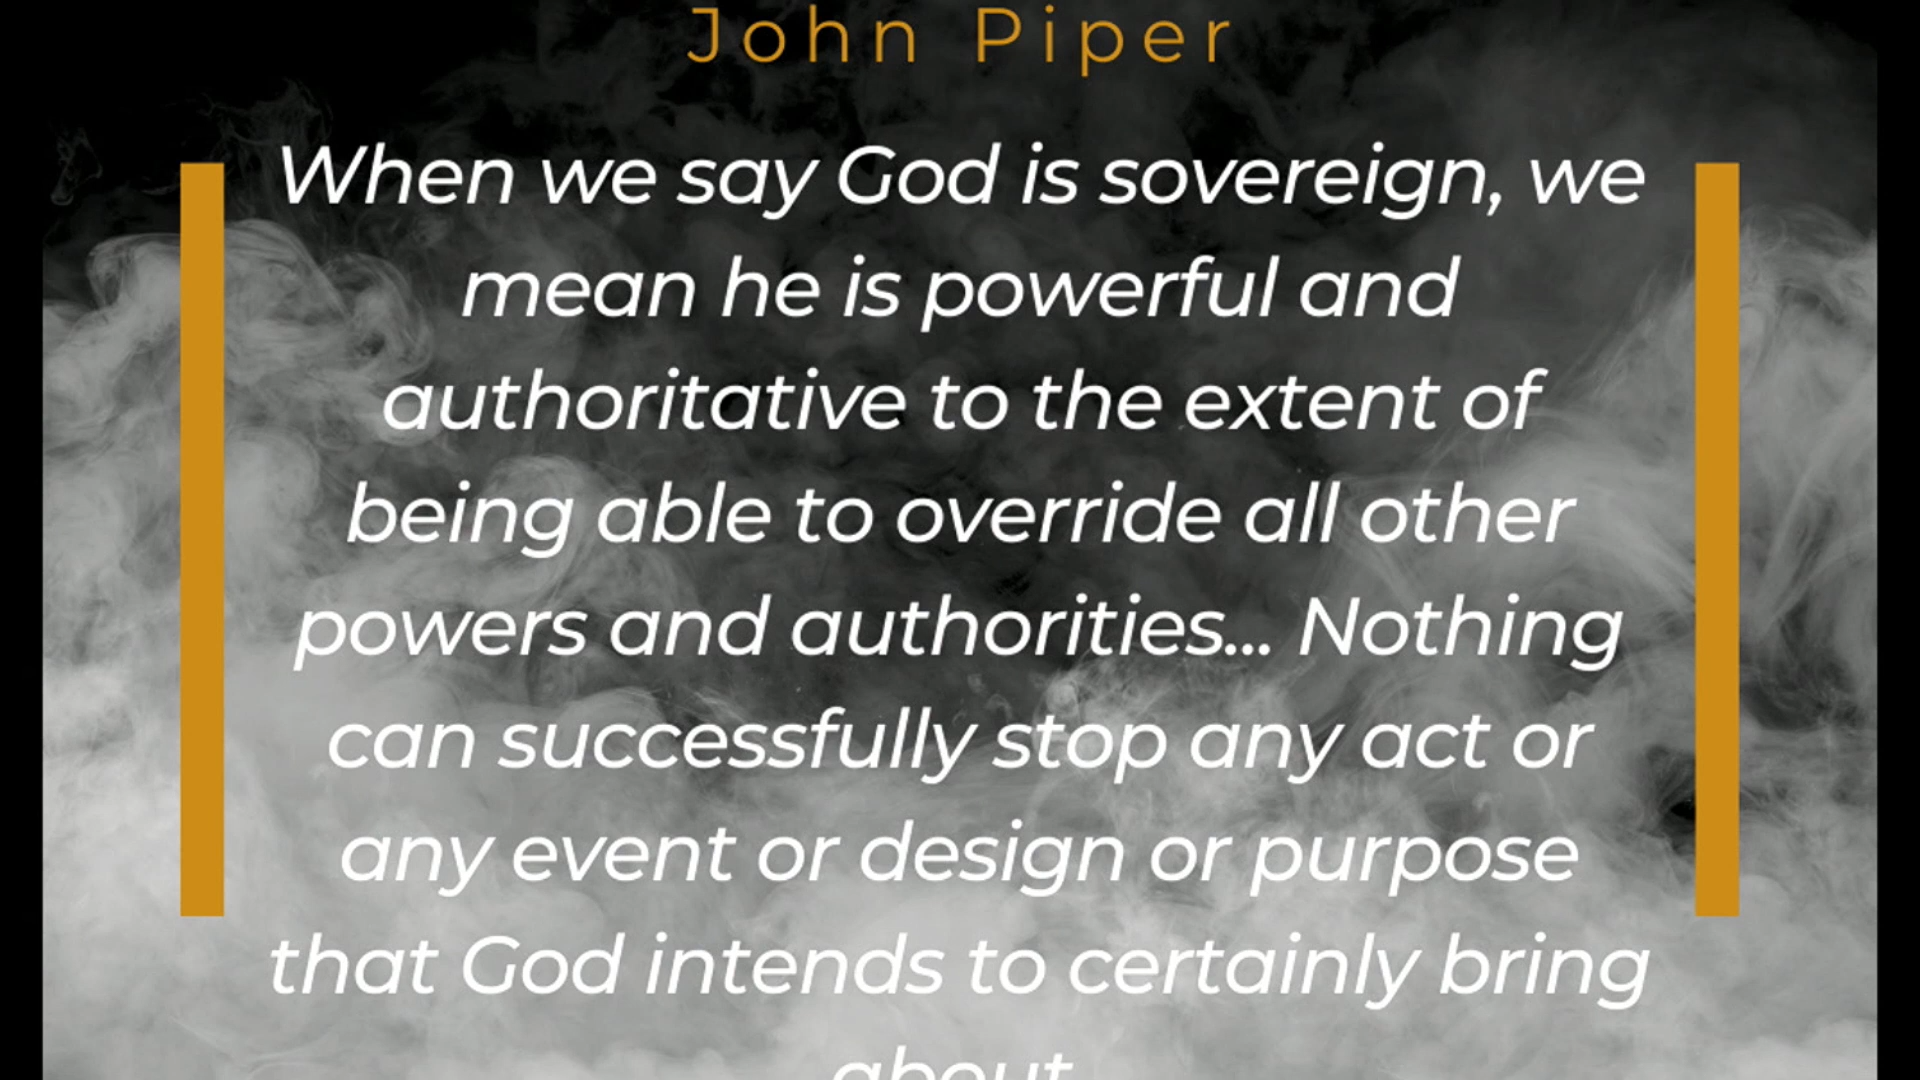 John Piper
When we say God is sovereign, we
mean he is powerful and
authoritative to the extent of
being able to override all other
powers and authorities... Nothing
can successfully stop any act or
any event or design or purpose
that God intends to certainly bring
about